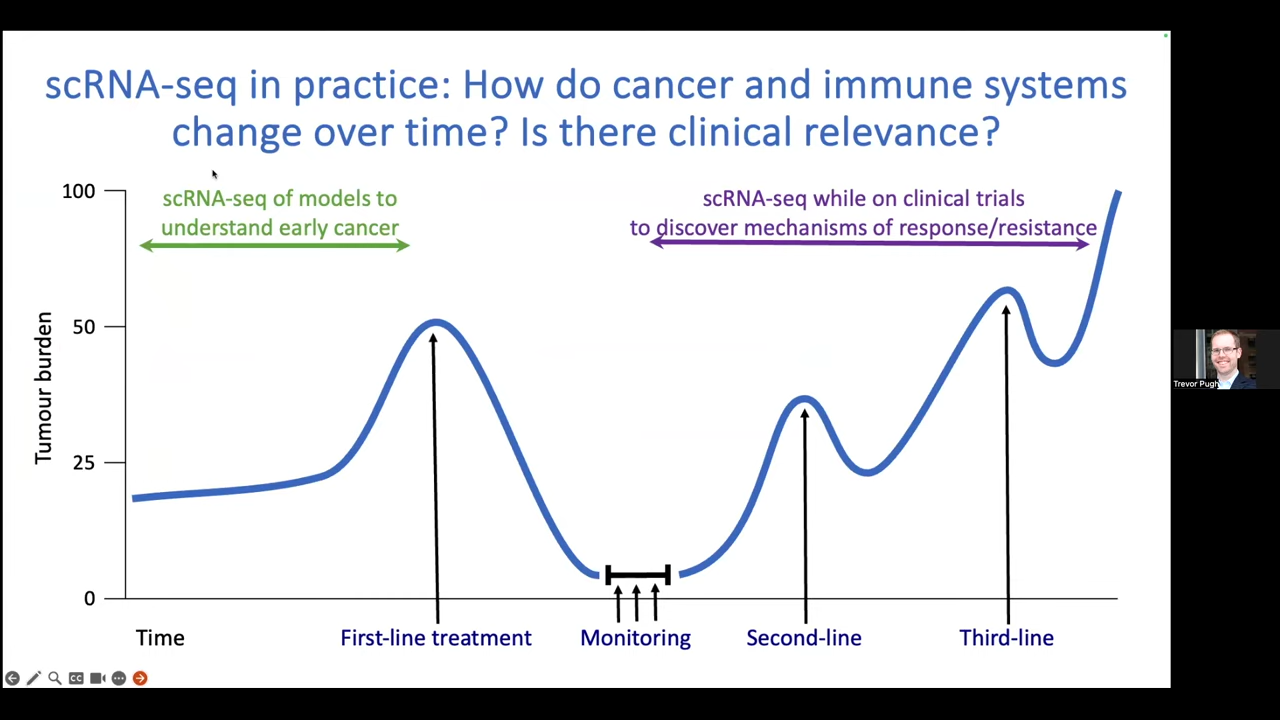 scRNA-seq in practice: How do cancer and immune systems
change over time? Is there clinical relevance?
scRNA-seq of models to
understand early cancer
scRNA-seq while on clinical trials
to discover mechanisms of response/resistance
100
50
25
0
Tumour burden
Time
First-line treatment
Monitoring
Second-line
Third-line
CC
Trevor Pugh